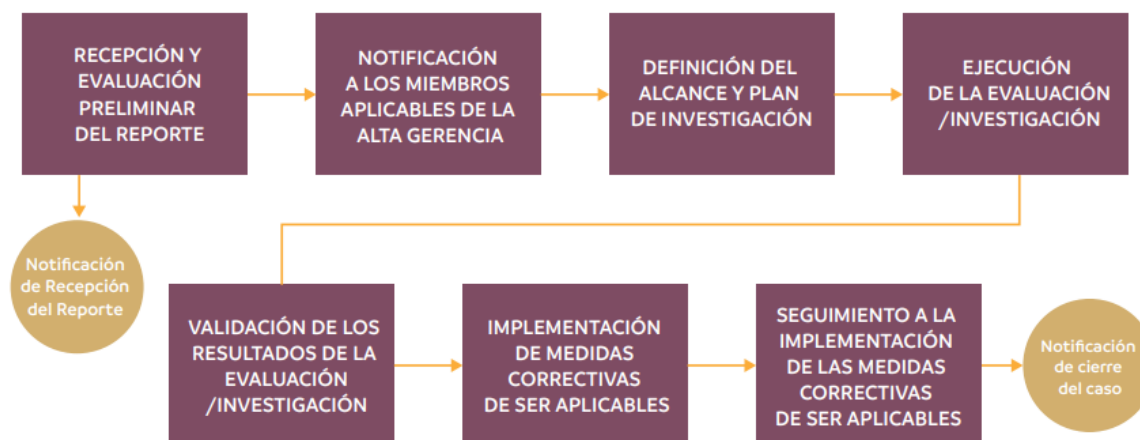 RECEPCIÓN Y
EVALUACIÓN
PRELIMINAR
DEL REPORTE
NOTIFICACIÓN
A LOS MIEMBROS
APLICABLES DE LA
ALTA GERENCIA
DEFINICIÓN DEL
ALCANCE Y PLAN
DE INVESTIGACIÓN
EJECUCIÓN
DE LA EVALUACIÓN
/INVESTIGACIÓN
Notificación
de Recepción
del Reporte
VALIDACIÓN DE LOS
RESULTADOS DE LA
EVALUACIÓN
/INVESTIGACIÓN
IMPLEMENTACIÓN
DE MEDIDAS
CORRECTIVAS
DE SER APLICABLES
SEGUIMIENTO A LA
IMPLEMENTACIÓN
DE LAS MEDIDAS
CORRECTIVAS
DE SER APLICABLES
Notificación
de cierre
del caso